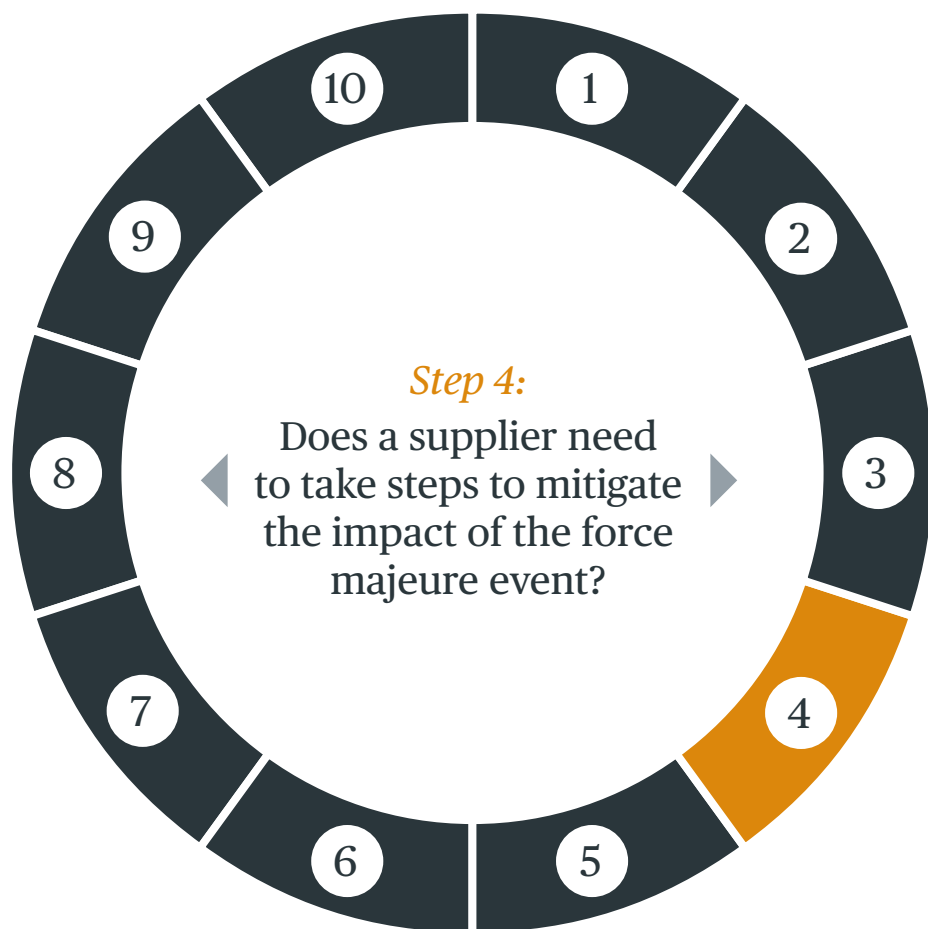 10
1
9
2
Step 4:
Does a supplier need
to take steps to mitigate
the impact of the force
majeure event?
8
3
7
4
6
5